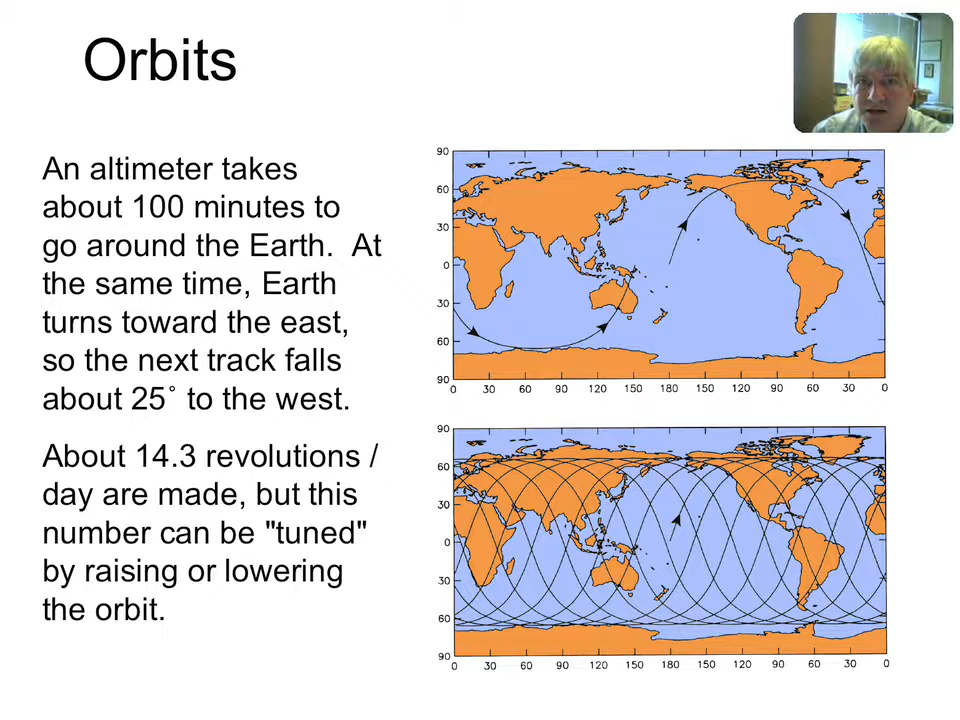 Orbits
An altimeter takes
about 100 minutes to
go around the Earth.  At
the same time, Earth
turns toward the east,
so the next track falls
about 25˚ to the west.
About 14.3 revolutions /
day are made, but this
number can be "tuned"
by raising or lowering
the orbit.
90
60
30
0
30
60
90
0 30 60 90 120 150 180 150 120 90 60 30 0
90
60
30
0
30
60
90
0 30 60 90 120 150 180 150 120 90 60 30 0